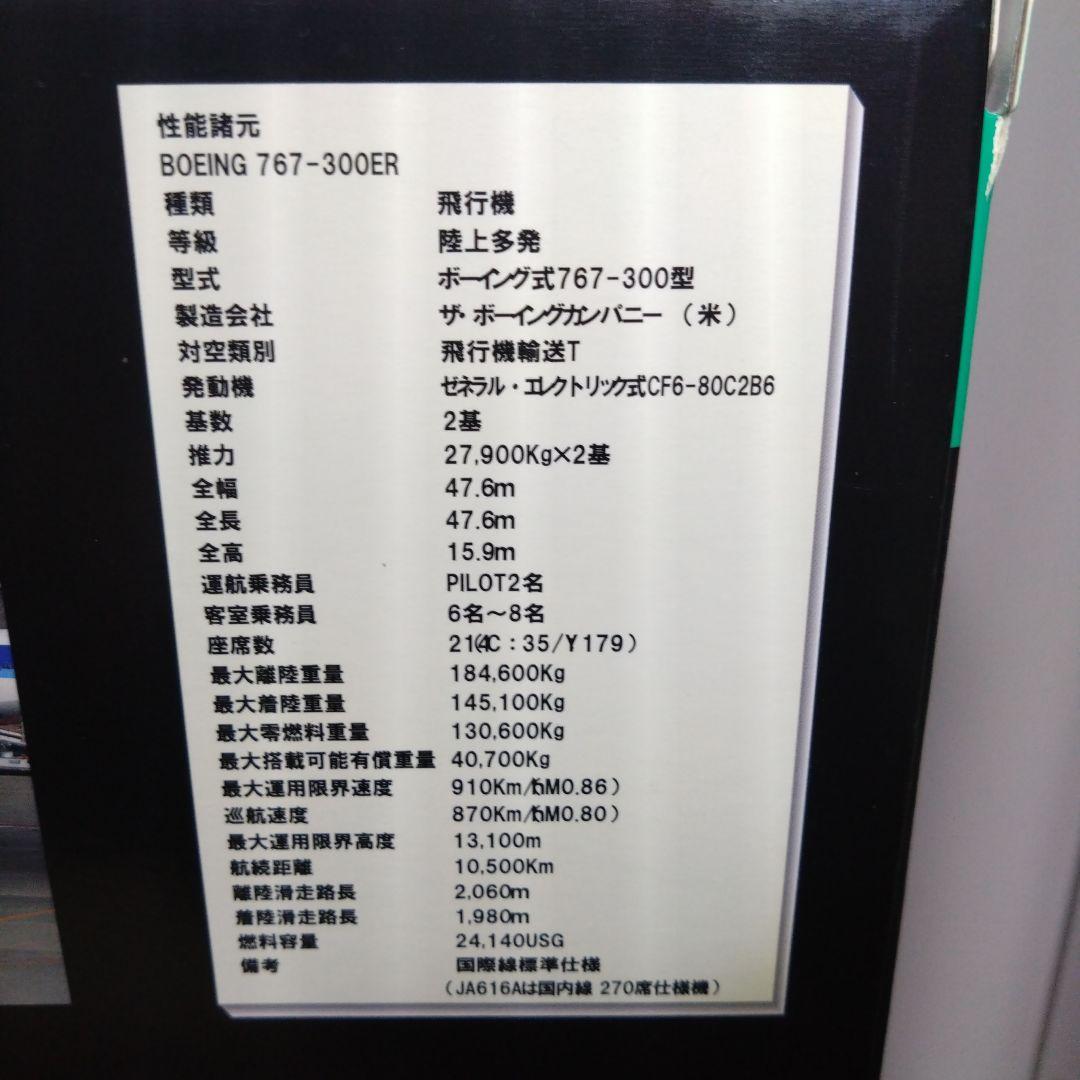 性能諸元
BOEING 767-300ER
種類 飛行機
等級 陸上多発
型式 ボーイング式767-300型
製造会社 ザ・ボーイングカンパニー（米）
対空類別 飛行機輸送T
発動機 ゼネラル・エレクトリック式CF6-80C2B6
基数 2基
推力 27,900Kg×2基
全幅 47.6m
全長 47.6m
全高 15.9m
運航乗務員 PILOT2名
客室乗務員 6名～8名
座席数 214（C：35/Y179）
最大離陸重量 184,600Kg
最大着陸重量 145,100Kg
最大零燃料重量 130,600Kg
最大搭載可能有償重量 40,700Kg
最大運用限界速度 910Km/h（M0.86）
巡航速度 870Km/h（M0.80）
最大運用限界高度 13,100m
航続距離 10,500Km
離陸滑走路長 2,060m
着陸滑走路長 1,980m
燃料容量 24,140USG
備考 国際線標準仕様
（JA616Aは国内線 270席仕様機）